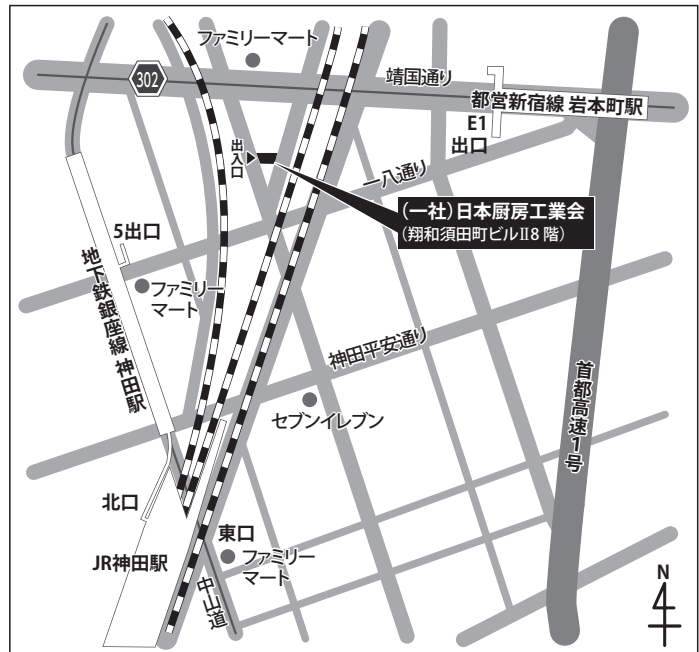 ファミリーマート
302
靖国通り
都営新宿線 岩本町駅
E1
出口
出入口
一八通り
(一社)日本厨房工業会
(翔和須田町ビルII8階)
5出口
ファミリー
マート
地下鉄銀座線 神田駅
神田平安通り
セブンイレブン
首都高速1号
北口
東口
JR神田駅
ファミリー
マート
中山道
N